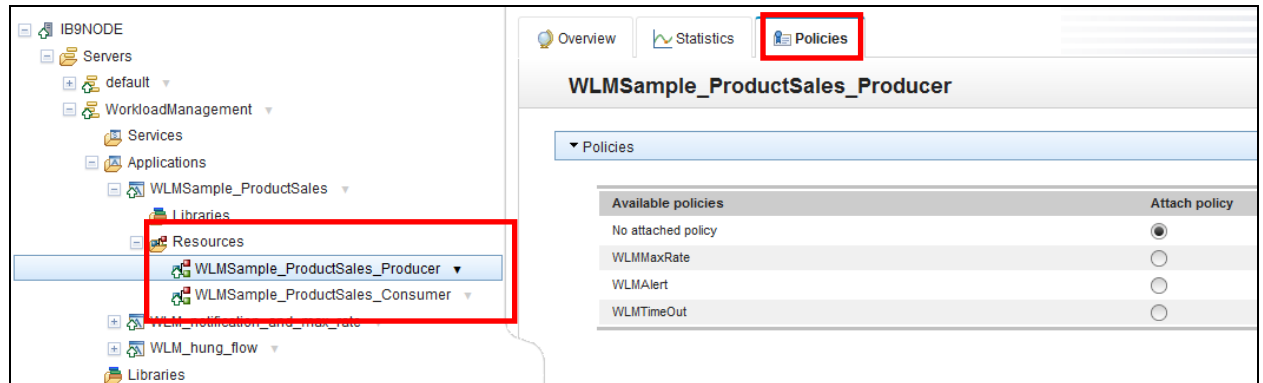 IB9NODE
Servers
default
WorkloadManagement
Services
Applications
WLMSample_ProductSales
Libraries
Resources
WLMSample_ProductSales_Producer
WLMSample_ProductSales_Consumer
WLM_notification_and_max_rate
WLM_hung_flow
Libraries
Overview Statistics Policies
WLMSample_ProductSales_Producer
Policies
Available policies Attach policy
No attached policy
WLMMaxRate
WLMAlert
WLMTimeOut